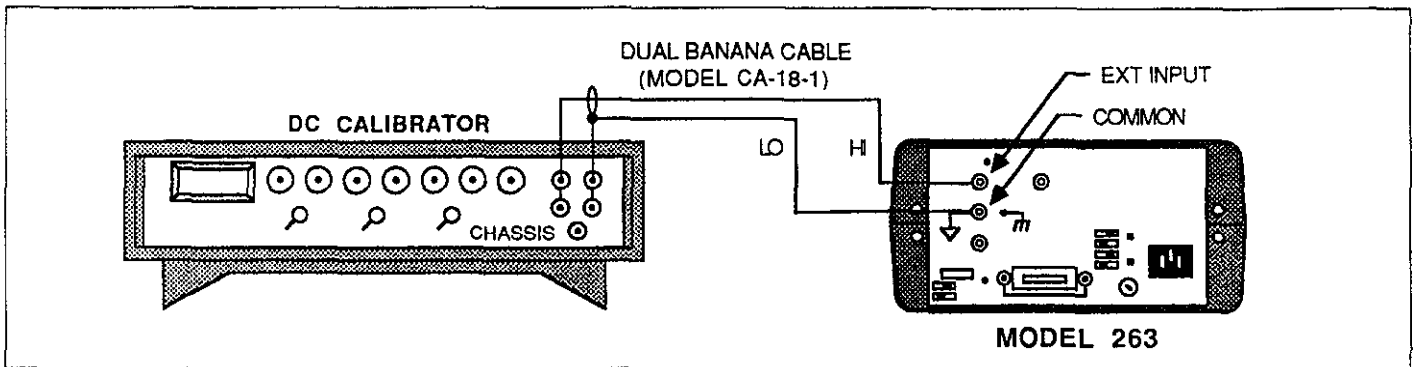 DUAL BANANA CABLE
(MODEL CA-18-1)
EXT INPUT
COMMON
DC CALIBRATOR
LO
HI
CHASSIS
MODEL 263